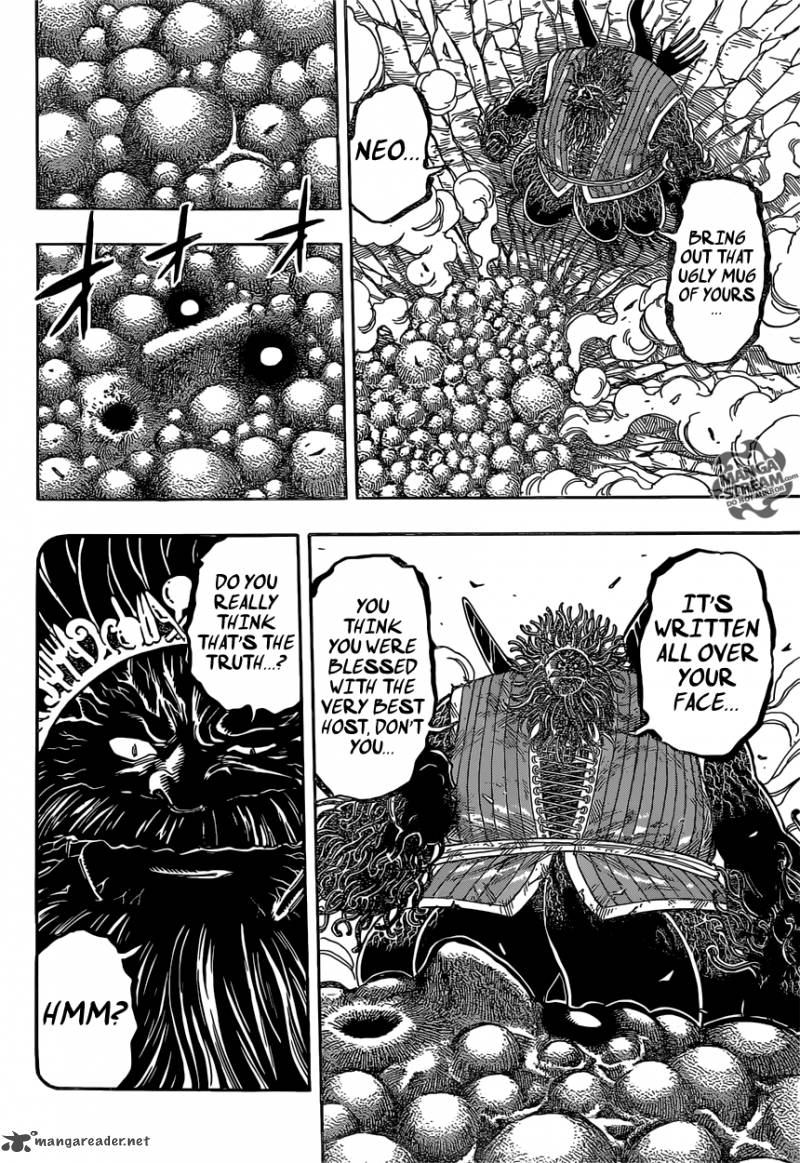 NEO...
BRING
OUT THAT
UGLY MUG
OF YOURS
...
MANGA
STREAM.com
IT'S
WRITTEN
ALL OVER
YOUR
FACE...
YOU
THINK
YOU WERE
BLESSED
WITH THE
VERY BEST
HOST, DON'T
YOU...
DO YOU
REALLY
THINK
THAT'S THE
TRUTH...?
HMM?
mangareader.net